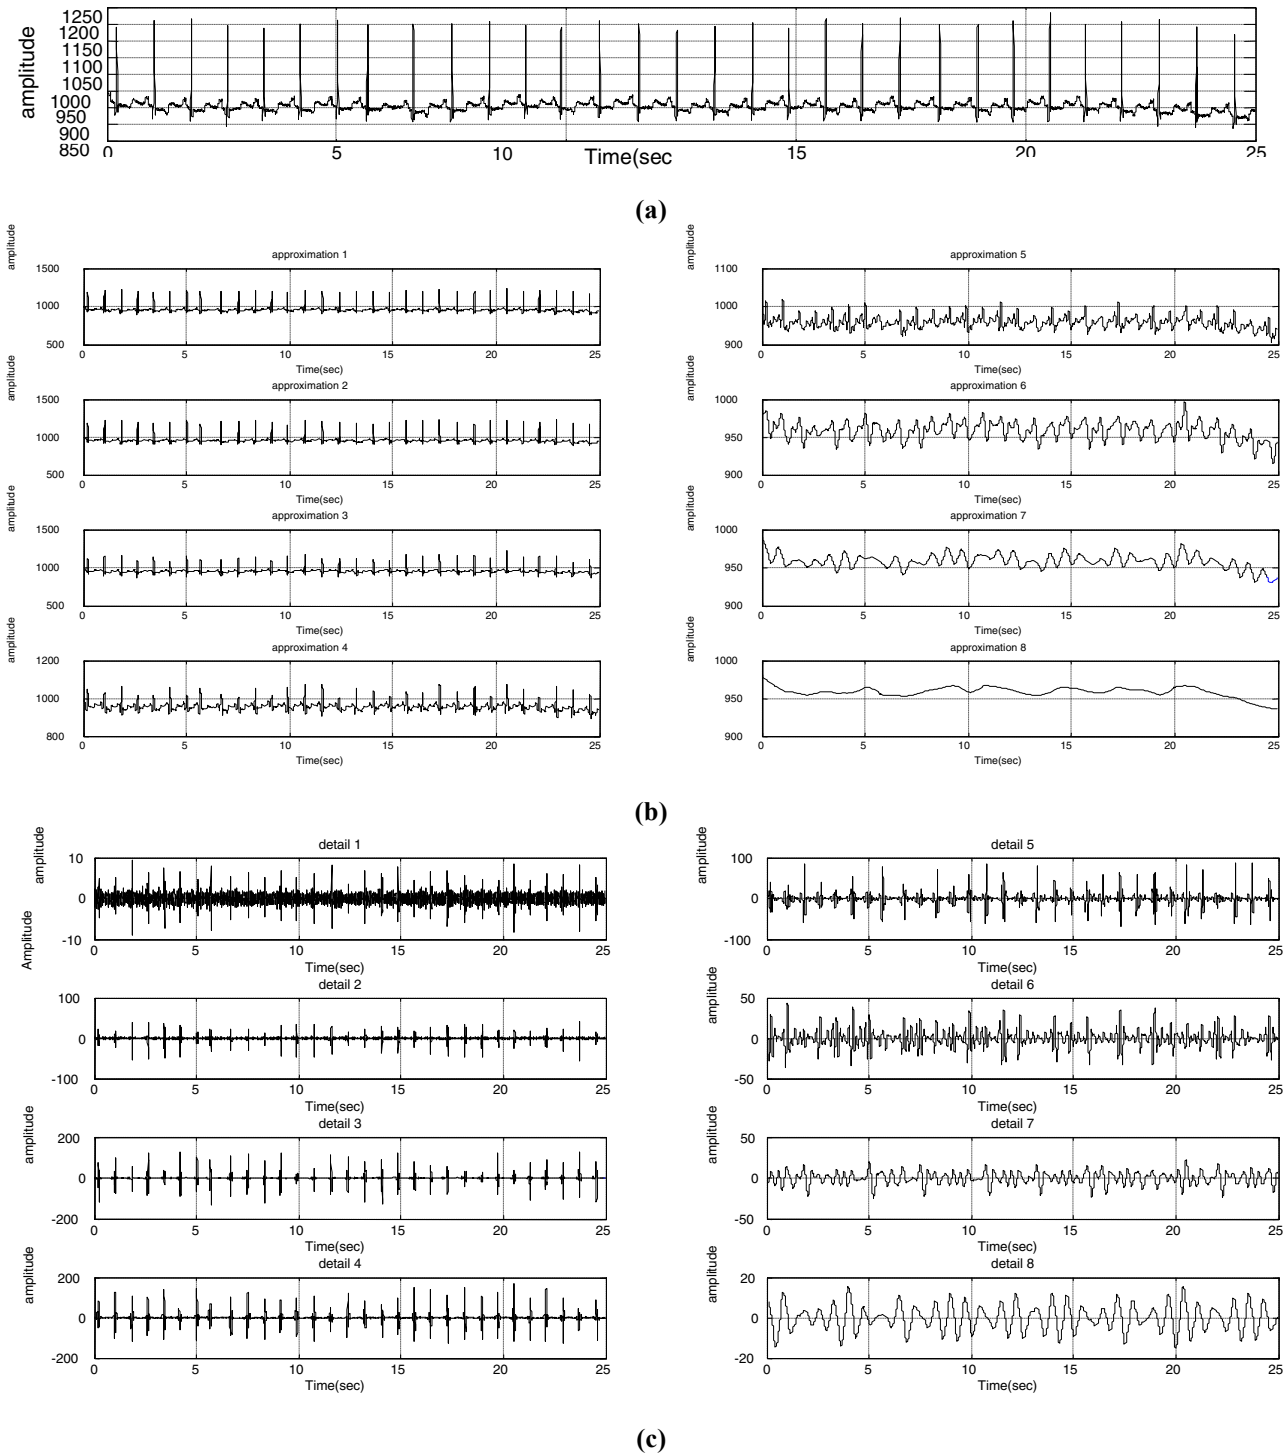 amplitude
1250
1200
1150
1100
1050
1000
950
900
850
0 5 10 15 20 25
Time(sec
(a)
amplitude
approximation 1
1500
1000
500
0 5 10 15 20 25
Time(sec)
amplitude
approximation 2
1500
1000
500
0 5 10 15 20 25
Time(sec)
amplitude
approximation 3
1500
1000
500
0 5 10 15 20 25
Time(sec)
amplitude
approximation 4
1200
1000
800
0 5 10 15 20 25
Time(sec)
amplitude
approximation 5
1100
1000
900
0 5 10 15 20 25
Time(sec)
amplitude
approximation 6
1000
950
900
0 5 10 15 20 25
Time(sec)
amplitude
approximation 7
1000
950
900
0 5 10 15 20 25
Time(sec)
amplitude
approximation 8
1000
950
900
0 5 10 15 20 25
Time(sec)
(b)
amplitude
detail 1
10
0
-10
0 5 10 15 20 25
Time(sec)
Amplitude
detail 2
100
0
-100
0 5 10 15 20 25
Time(sec)
amplitude
detail 3
200
0
-200
0 5 10 15 20 25
Time(sec)
amplitude
detail 4
200
0
-200
0 5 10 15 20 25
Time(sec)
amplitude
detail 5
100
0
-100
0 5 10 15 20 25
Time(sec)
amplitude
detail 6
50
0
-50
0 5 10 15 20 25
Time(sec)
amplitude
detail 7
50
0
-50
0 5 10 15 20 25
Time(sec)
amplitude
detail 8
20
0
-20
0 5 10 15 20 25
Time(sec)
(c)